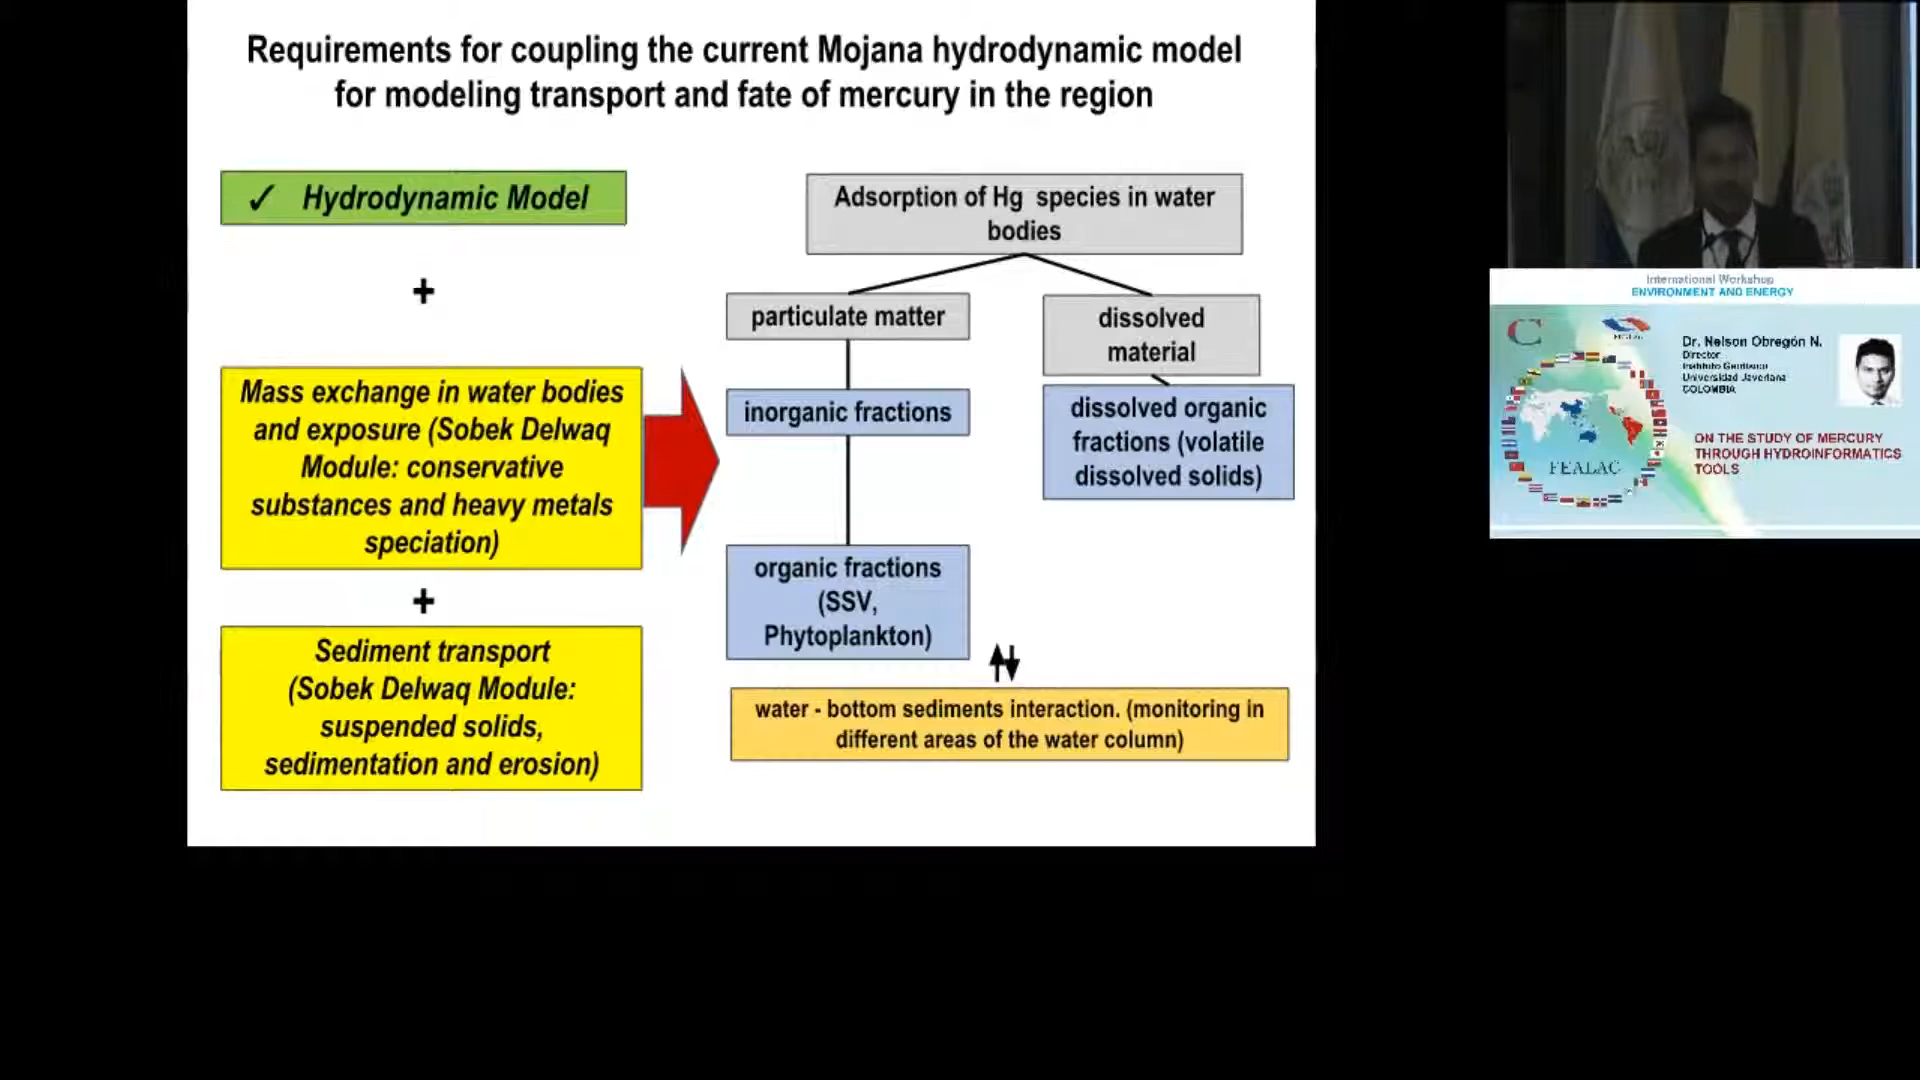 Requirements for coupling the current Mojana hydrodynamic model
for modeling transport and fate of mercury in the region
✓ Hydrodynamic Model
+
Mass exchange in water bodies
and exposure (Sobek Delwaq
Module: conservative
substances and heavy metals
speciation)
+
Sediment transport
(Sobek Delwaq Module:
suspended solids,
sedimentation and erosion)
Adsorption of Hg species in water
bodies
particulate matter
dissolved
material
inorganic fractions
dissolved organic
fractions (volatile
dissolved solids)
organic fractions
(SSV,
Phytoplankton)
water - bottom sediments interaction. (monitoring in
different areas of the water column)
International Workshop
ENVIRONMENT AND ENERGY
C
FEALAC
Dr. Nelson Obregón N.
Director
Instituto Geofísico
Universidad Javeriana
COLOMBIA
ON THE STUDY OF MERCURY
THROUGH HYDROINFORMATICS
TOOLS
FEALAC